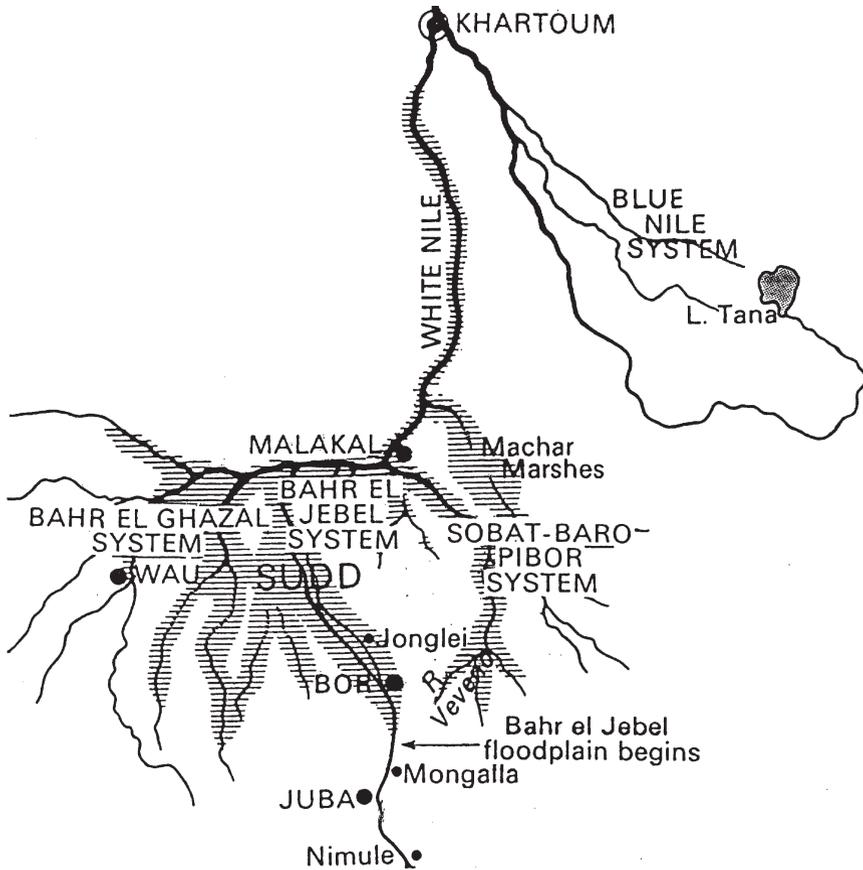 KHARTOUM
BLUE
NILE
SYSTEM
L. Tana
WHITE NILE
MALAKAL
Machar
Marshes
BAHR EL GHAZAL
SYSTEM
BAHR EL
JEBEL
SYSTEM
SOBAT-BARO-
PIBOR
SYSTEM
WAU
SUDD
Jonglei
BOR
R.
Veveno
Bahr el Jebel
floodplain begins
Mongalla
JUBA
Nimule